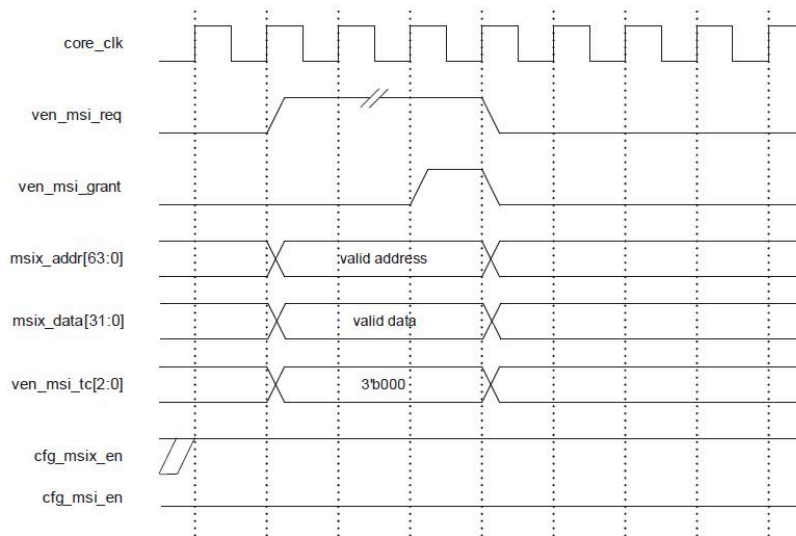 core_clk
ven_msi_req
ven_msi_grant
msix_addr[63:0]
valid address
msix_data[31:0]
valid data
ven_msi_tc[2:0]
3'b000
cfg_msix_en
cfg_msi_en